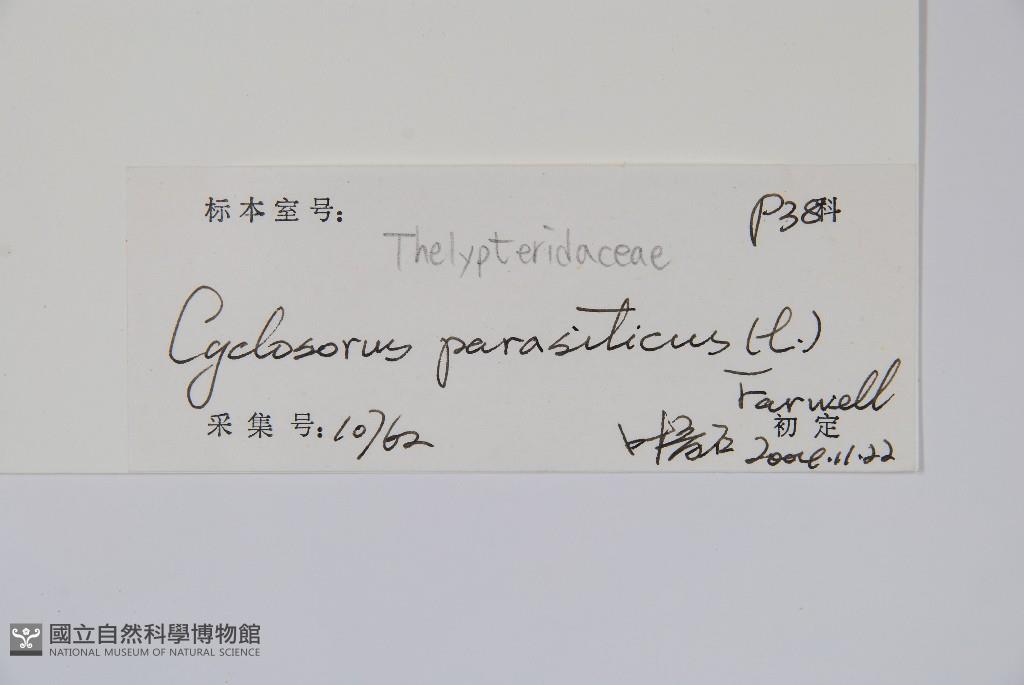 标本室号: P38科
Thelypteridaceae
Cyclosorus parasiticus (L.)
Farwell
采集号: 10762 初定
2004.11.22
國立自然科學博物館
NATIONAL MUSEUM OF NATURAL SCIENCE